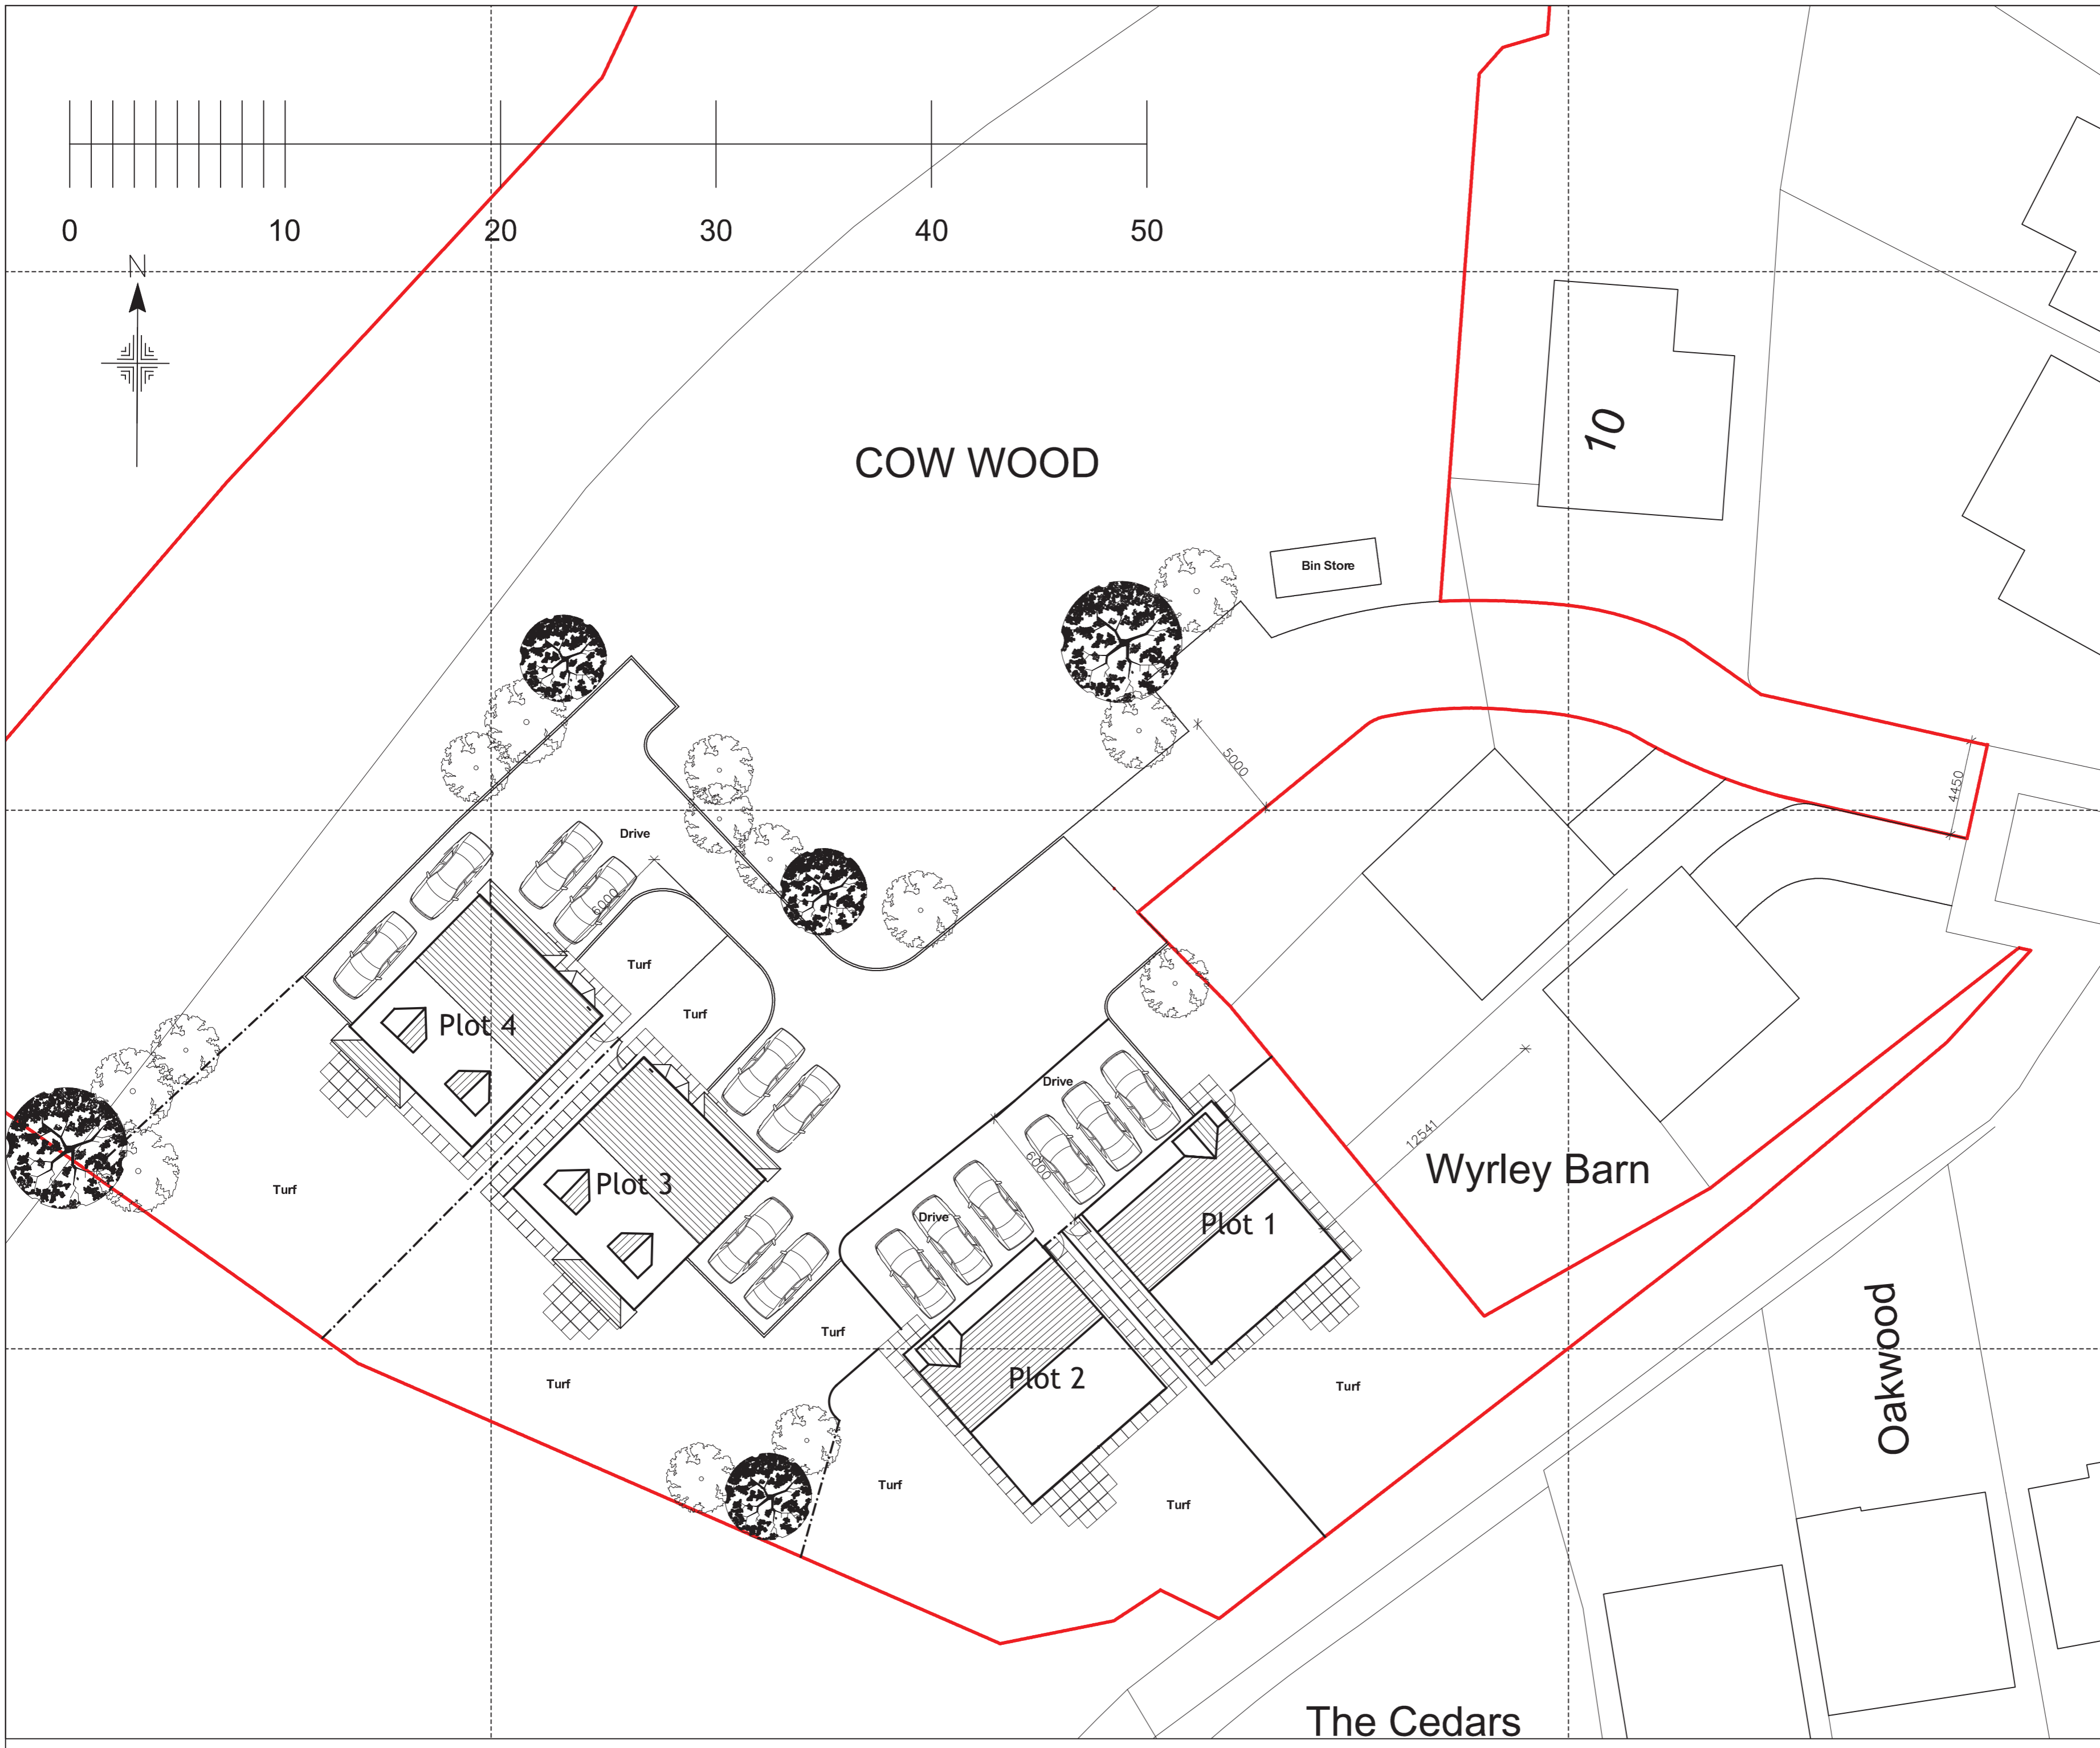 0 10 20 30 40 50
N
COW WOOD
10
Bin Store
5000
4450
Drive
6000
Turf
Turf
Plot 4
Drive
12541
Wyrley Barn
6000
Plot 3
Turf
Drive
Plot 1
Turf
Oakwood
Plot 2
Turf
Turf
Turf
Turf
The Cedars